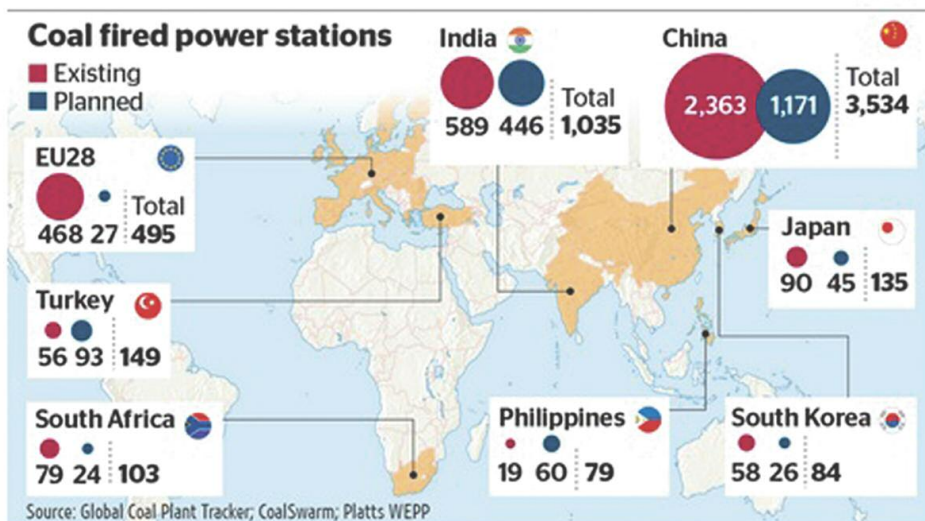 Coal fired power stations
Existing
Planned
India
589 446
Total
1,035
China
2,363 1,171
Total
3,534
EU28
468 27
Total
495
Turkey
56 93 149
South Africa
79 24 103
Japan
90 45 135
Philippines
19 60 79
South Korea
58 26 84
Source: Global Coal Plant Tracker; CoalSwarm; Platts WEPP